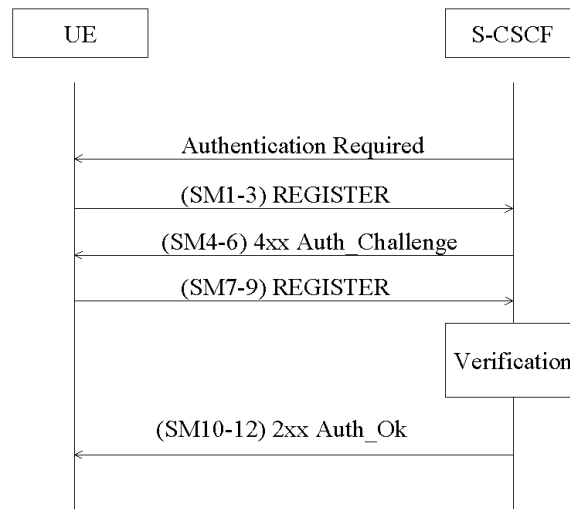 UE
S-CSCF
Authentication Required
(SM1-3) REGISTER
(SM4-6) 4xx Auth_Challenge
(SM7-9) REGISTER
Verification
(SM10-12) 2xx Auth_Ok